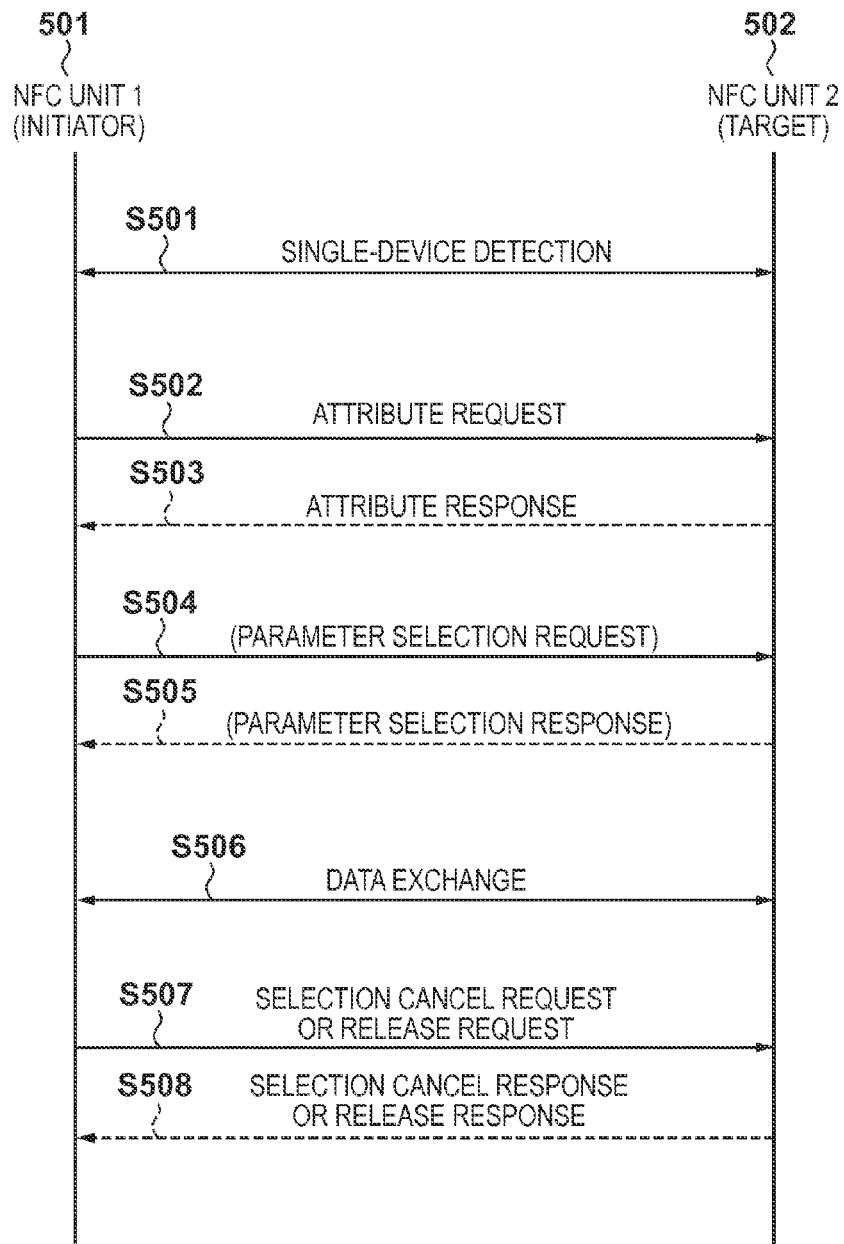 501
502
NFC UNIT 1
(INITIATOR)
NFC UNIT 2
(TARGET)
S501
SINGLE-DEVICE DETECTION
S502
ATTRIBUTE REQUEST
S503
ATTRIBUTE RESPONSE
S504
(PARAMETER SELECTION REQUEST)
S505
(PARAMETER SELECTION RESPONSE)
S506
DATA EXCHANGE
S507
SELECTION CANCEL REQUEST
OR RELEASE REQUEST
S508
SELECTION CANCEL RESPONSE
OR RELEASE RESPONSE